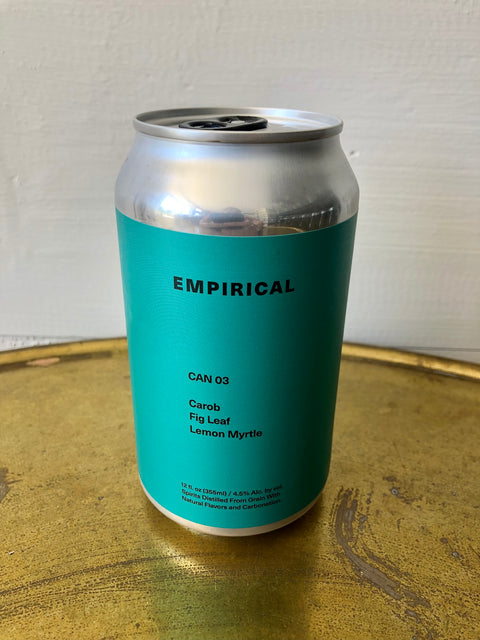 EMPIRICAL
CAN 03
Carob
Fig Leaf
Lemon Myrtle
12 fl. oz (355ml) / 4.5% Alc. by Vol.
Spirits Distilled From Grain With
Natural Flavors and Carbonation.